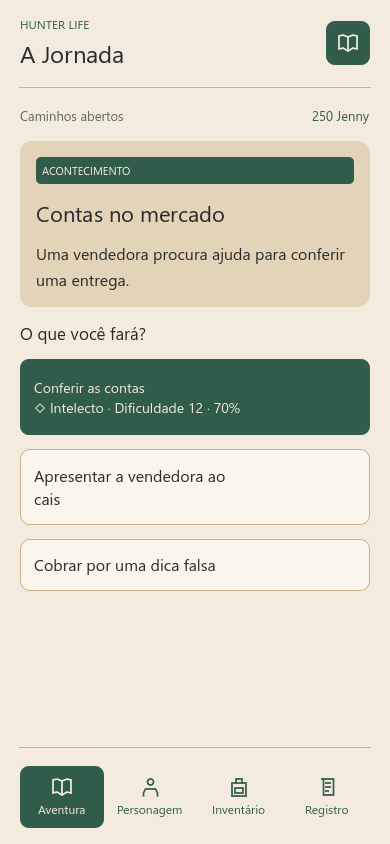 HUNTER LIFE
A Jornada
Caminhos abertos
250 Jenny
ACONTECIMENTO
Contas no mercado
Uma vendedora procura ajuda para conferir
uma entrega.
O que você fará?
Conferir as contas
◇ Intelecto · Dificuldade 12 · 70%
Apresentar a vendedora ao
cais
Cobrar por uma dica falsa
Aventura
Personagem
Inventário
Registro